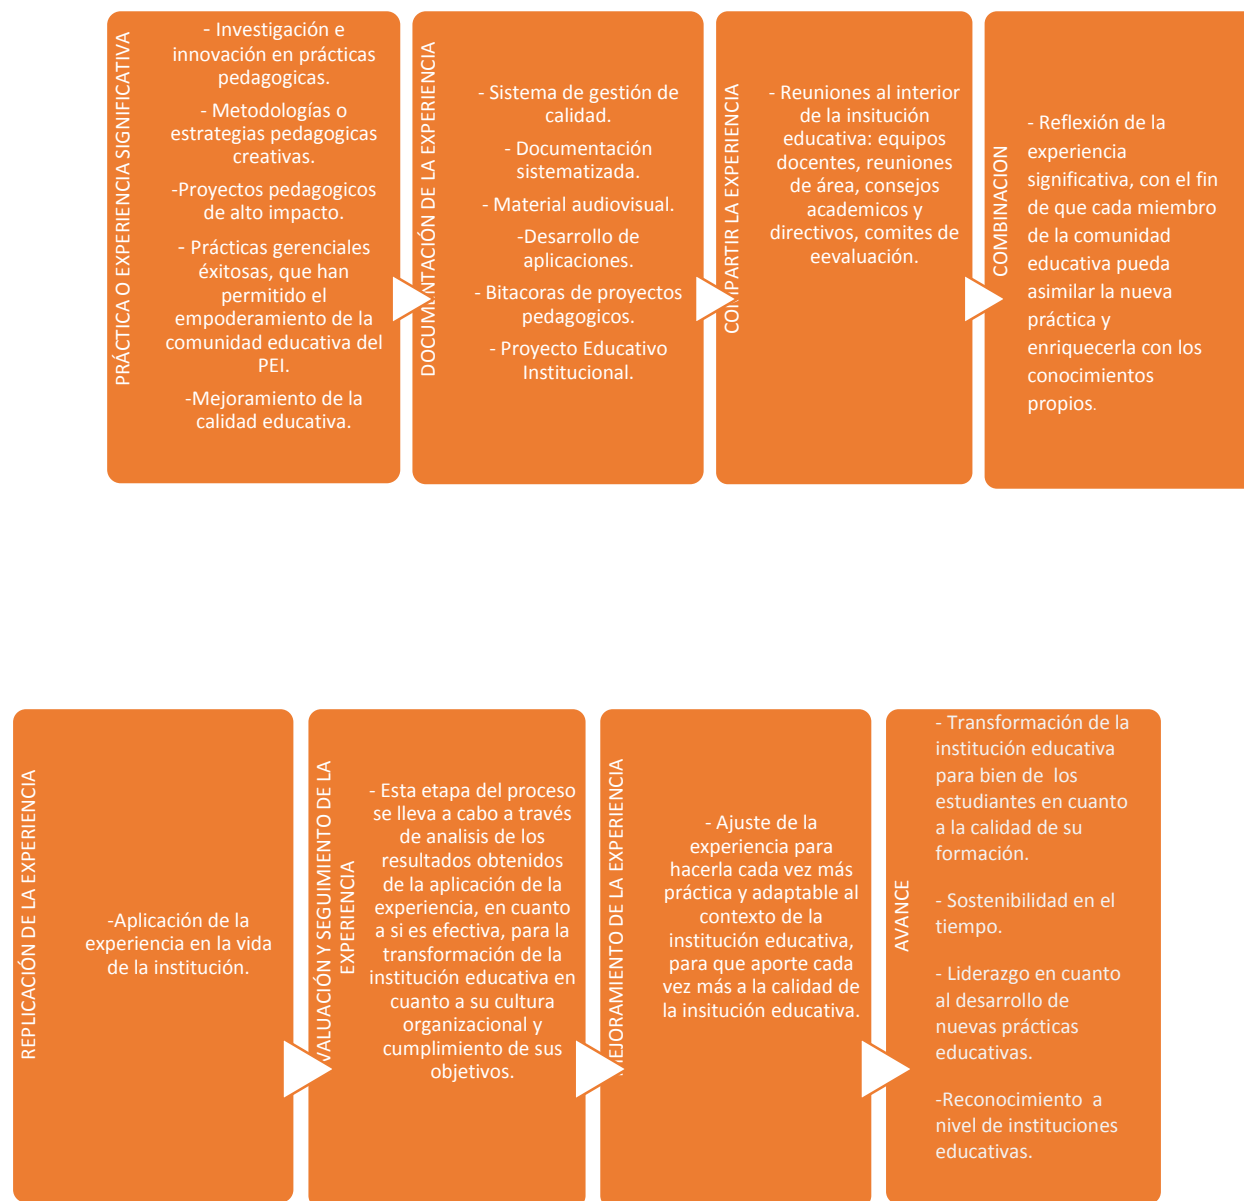 PRÁCTICA O EXPERIENCIA SIGNIFICATIVA
- Investigación e
innovación en prácticas
pedagogicas.
- Metodologías o
estrategias pedagogicas
creativas.
-Proyectos pedagogicos
de alto impacto.
- Prácticas gerenciales
éxitosas, que han
permitido el
empoderamiento de la
comunidad educativa del
PEI.
-Mejoramiento de la
calidad educativa.
DOCUMENTACIÓN DE LA EXPERIENCIA
- Sistema de gestión de
calidad.
- Documentación
sistematizada.
- Material audiovisual.
-Desarrollo de
aplicaciones.
- Bitacoras de proyectos
pedagogicos.
- Proyecto Educativo
Institucional.
COMPARTIR LA EXPERIENCIA
- Reuniones al interior
de la insitución
educativa: equipos
docentes, reuniones
de área, consejos
academicos y
directivos, comites de
eevaluación.
COMBINACION
- Reflexión de la
experiencia
significativa, con el fin
de que cada miembro
de la comunidad
educativa pueda
asimilar la nueva
práctica y
enriquecerla con los
conocimientos
propios.
REPLICACIÓN DE LA EXPERIENCIA
-Aplicación de la
experiencia en la vida
de la institución.
EVALUACIÓN Y SEGUIMIENTO DE LA
EXPERIENCIA
- Esta etapa del proceso
se lleva a cabo a través
de analisis de los
resultados obtenidos
de la aplicación de la
experiencia, en cuanto
a si es efectiva, para la
transformación de la
institución educativa en
cuanto a su cultura
organizacional y
cumplimiento de sus
objetivos.
MEJORAMIENTO DE LA EXPERIENCIA
- Ajuste de la
experiencia para
hacerla cada vez más
práctica y adaptable al
contexto de la
institución educativa,
para que aporte cada
vez más a la calidad de
la insitución educativa.
AVANCE
- Transformación de la
institución educativa
para bien de  los
estudiantes en cuanto
a la calidad de su
formación.
- Sostenibilidad en el
tiempo.
- Liderazgo en cuanto
al desarrollo de
nuevas prácticas
educativas.
-Reconocimiento  a
nivel de instituciones
educativas.